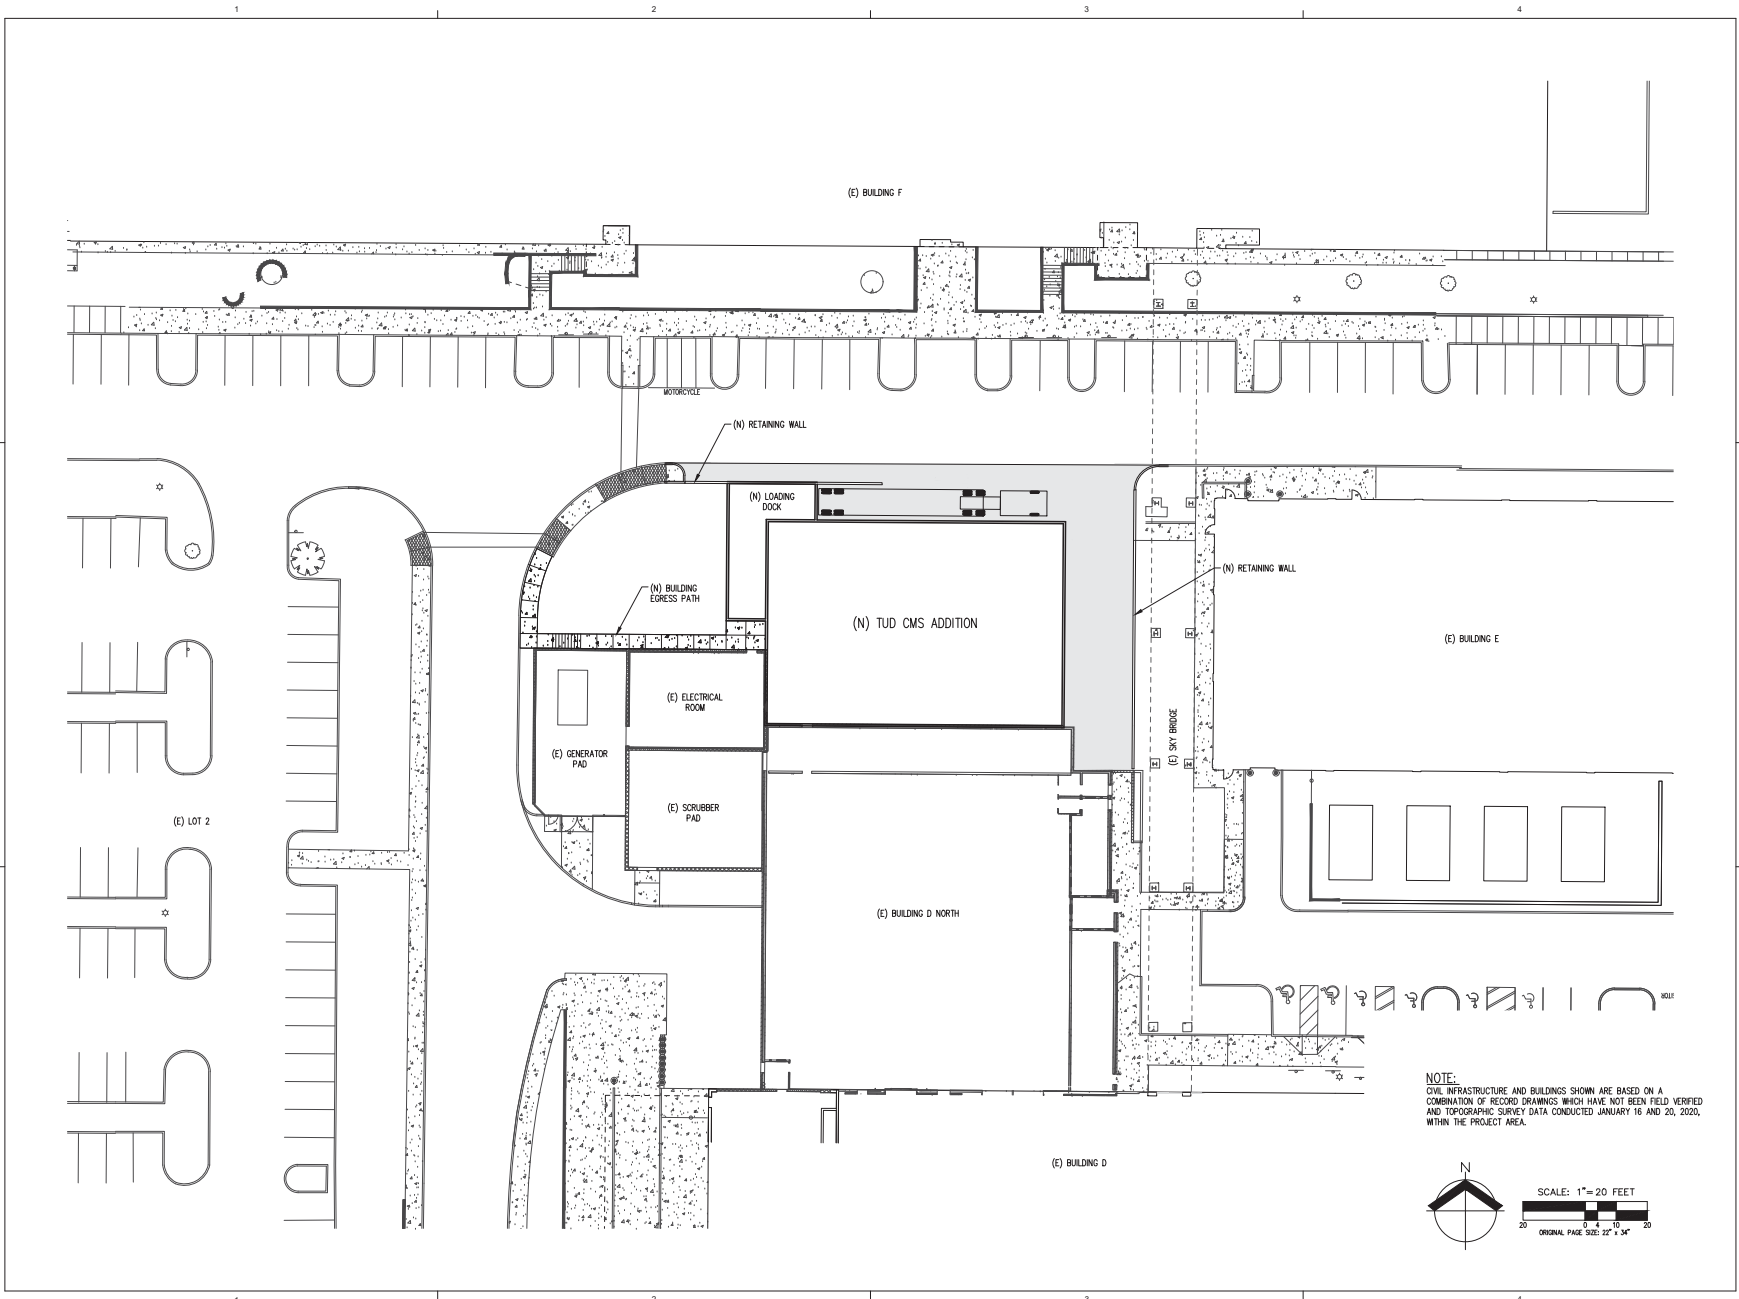 1 2 3 4
(E) BUILDING F
MOTORCYCLE
(N) RETAINING WALL
(N) LOADING
DOCK
(N) RETAINING WALL
(N) BUILDING
EGRESS PATH
(N) TUD CMS ADDITION
(E) BUILDING E
(E) ELECTRICAL
ROOM
(E) SKY BRIDGE
(E) GENERATOR
PAD
(E) SCRUBBER
PAD
(E) LOT 2
(E) BUILDING D NORTH
NOTE:
CIVIL INFRASTRUCTURE AND BUILDINGS SHOWN ARE BASED ON A
COMBINATION OF RECORD DRAWINGS WHICH HAVE NOT BEEN FIELD VERIFIED
AND TOPOGRAPHIC SURVEY DATA CONDUCTED JANUARY 16 AND 20, 2020,
WITHIN THE PROJECT AREA.
(E) BUILDING D
N
SCALE: 1"=20 FEET
20 0 4 10 20
ORIGINAL PAGE SIZE: 22" x 34"